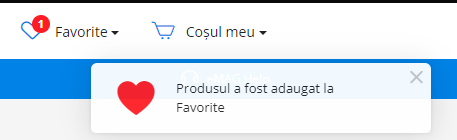 1
Favorite
Coșul meu
Produsul a fost adaugat la
Favorite